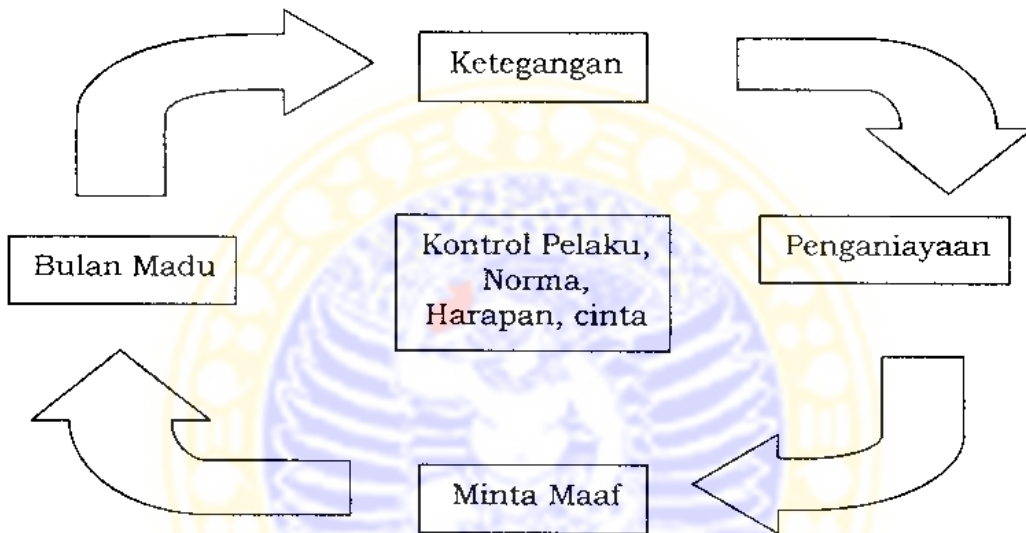 Ketegangan
Bulan Madu
Kontrol Pelaku,
Norma,
Harapan, cinta
Penganiayaan
Minta Maaf